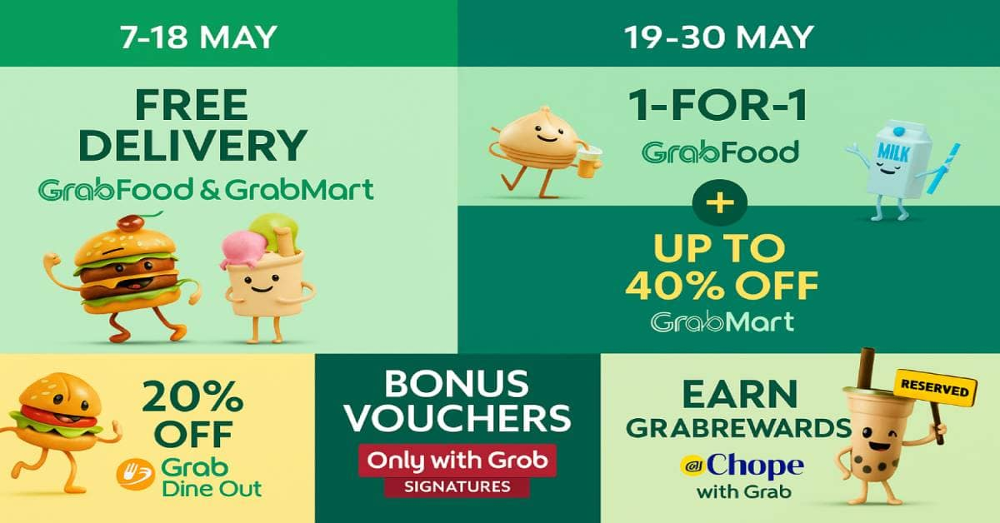 7-18 MAY
FREE
DELIVERY
GrabFood & GrabMart
19-30 MAY
1-FOR-1
GrabFood
MILK
+
UP TO
40% OFF
GrabMart
20%
OFF
Grab
Dine Out
BONUS
VOUCHERS
Only with Grob
SIGNATURES
EARN
GRABREWARDS
@Chope
with Grab
RESERVED